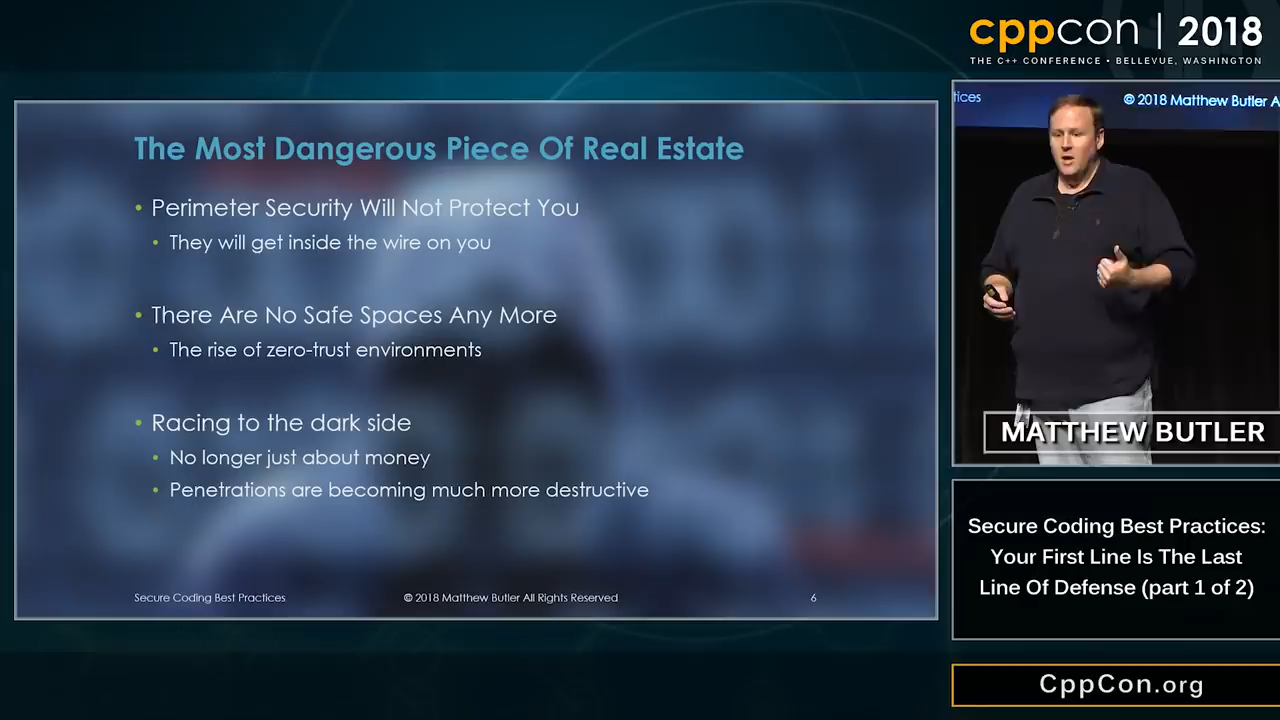 cppcon | 2018
THE C++ CONFERENCE • BELLEVUE, WASHINGTON
The Most Dangerous Piece Of Real Estate
• Perimeter Security Will Not Protect You
• They will get inside the wire on you
• There Are No Safe Spaces Any More
• The rise of zero-trust environments
• Racing to the dark side
• No longer just about money
• Penetrations are becoming much more destructive
Secure Coding Best Practices
© 2018 Matthew Butler All Rights Reserved
6
tices
© 2018 Matthew Butler A
MATTHEW BUTLER
Secure Coding Best Practices:
Your First Line Is The Last
Line Of Defense (part 1 of 2)
CppCon.org